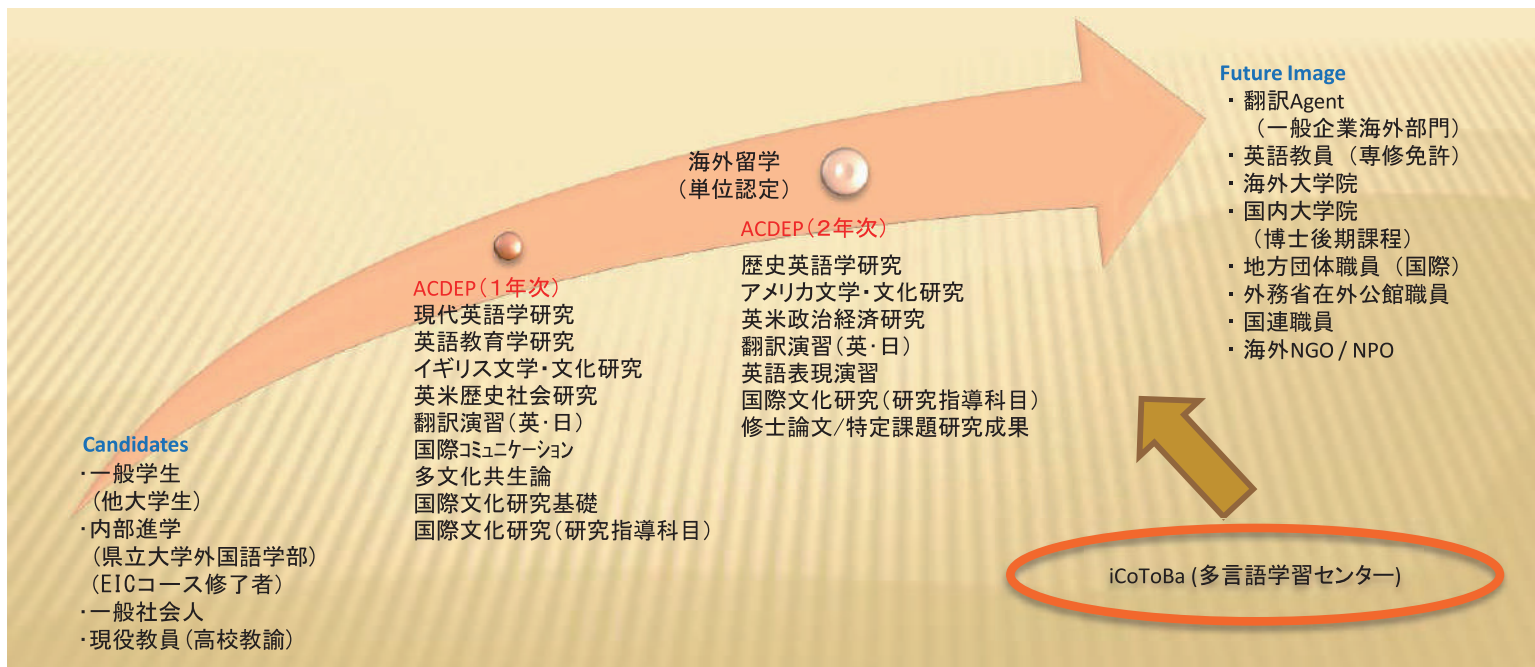 Candidates
・一般学生
(他大学生)
・内部進学
(県立大学外国語学部)
(EICコース修了者)
・一般社会人
・現役教員(高校教諭)
ACDEP(1年次)
現代英語学研究
英語教育学研究
イギリス文学・文化研究
英米歴史社会研究
翻訳演習(英・日)
国際コミュニケーション
多文化共生論
国際文化研究基礎
国際文化研究(研究指導科目)
海外留学
(単位認定)
ACDEP(2年次)
歴史英語学研究
アメリカ文学・文化研究
英米政治経済研究
翻訳演習(英・日)
英語表現演習
国際文化研究(研究指導科目)
修士論文/特定課題研究成果
Future Image
・翻訳Agent
(一般企業海外部門)
・英語教員(専修免許)
・海外大学院
・国内大学院
(博士後期課程)
・地方団体職員(国際)
・外務省在外公館職員
・国連職員
・海外NGO / NPO
iCoToBa (多言語学習センター)